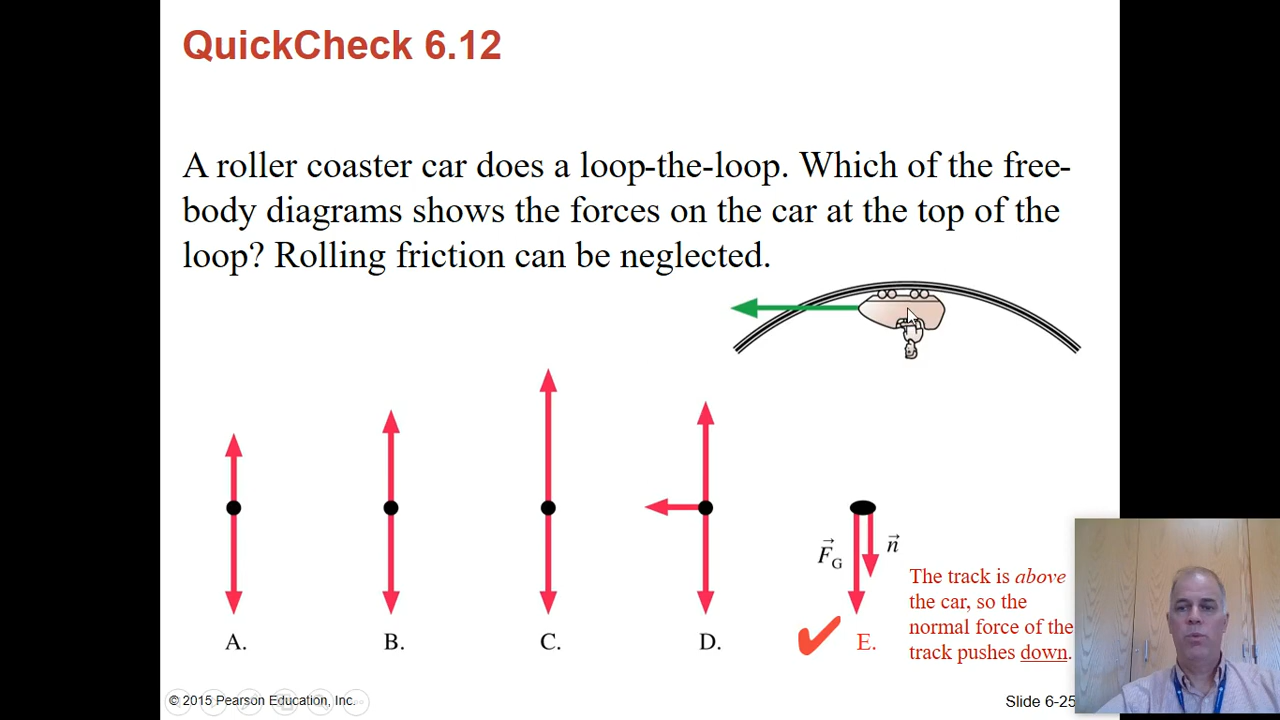 QuickCheck 6.12
A roller coaster car does a loop-the-loop. Which of the free-
body diagrams shows the forces on the car at the top of the
loop? Rolling friction can be neglected.
F⃗G
n⃗
The track is above
the car, so the
normal force of the
track pushes down.
A.
B.
C.
D.
E.
© 2015 Pearson Education, Inc.
Slide 6-25